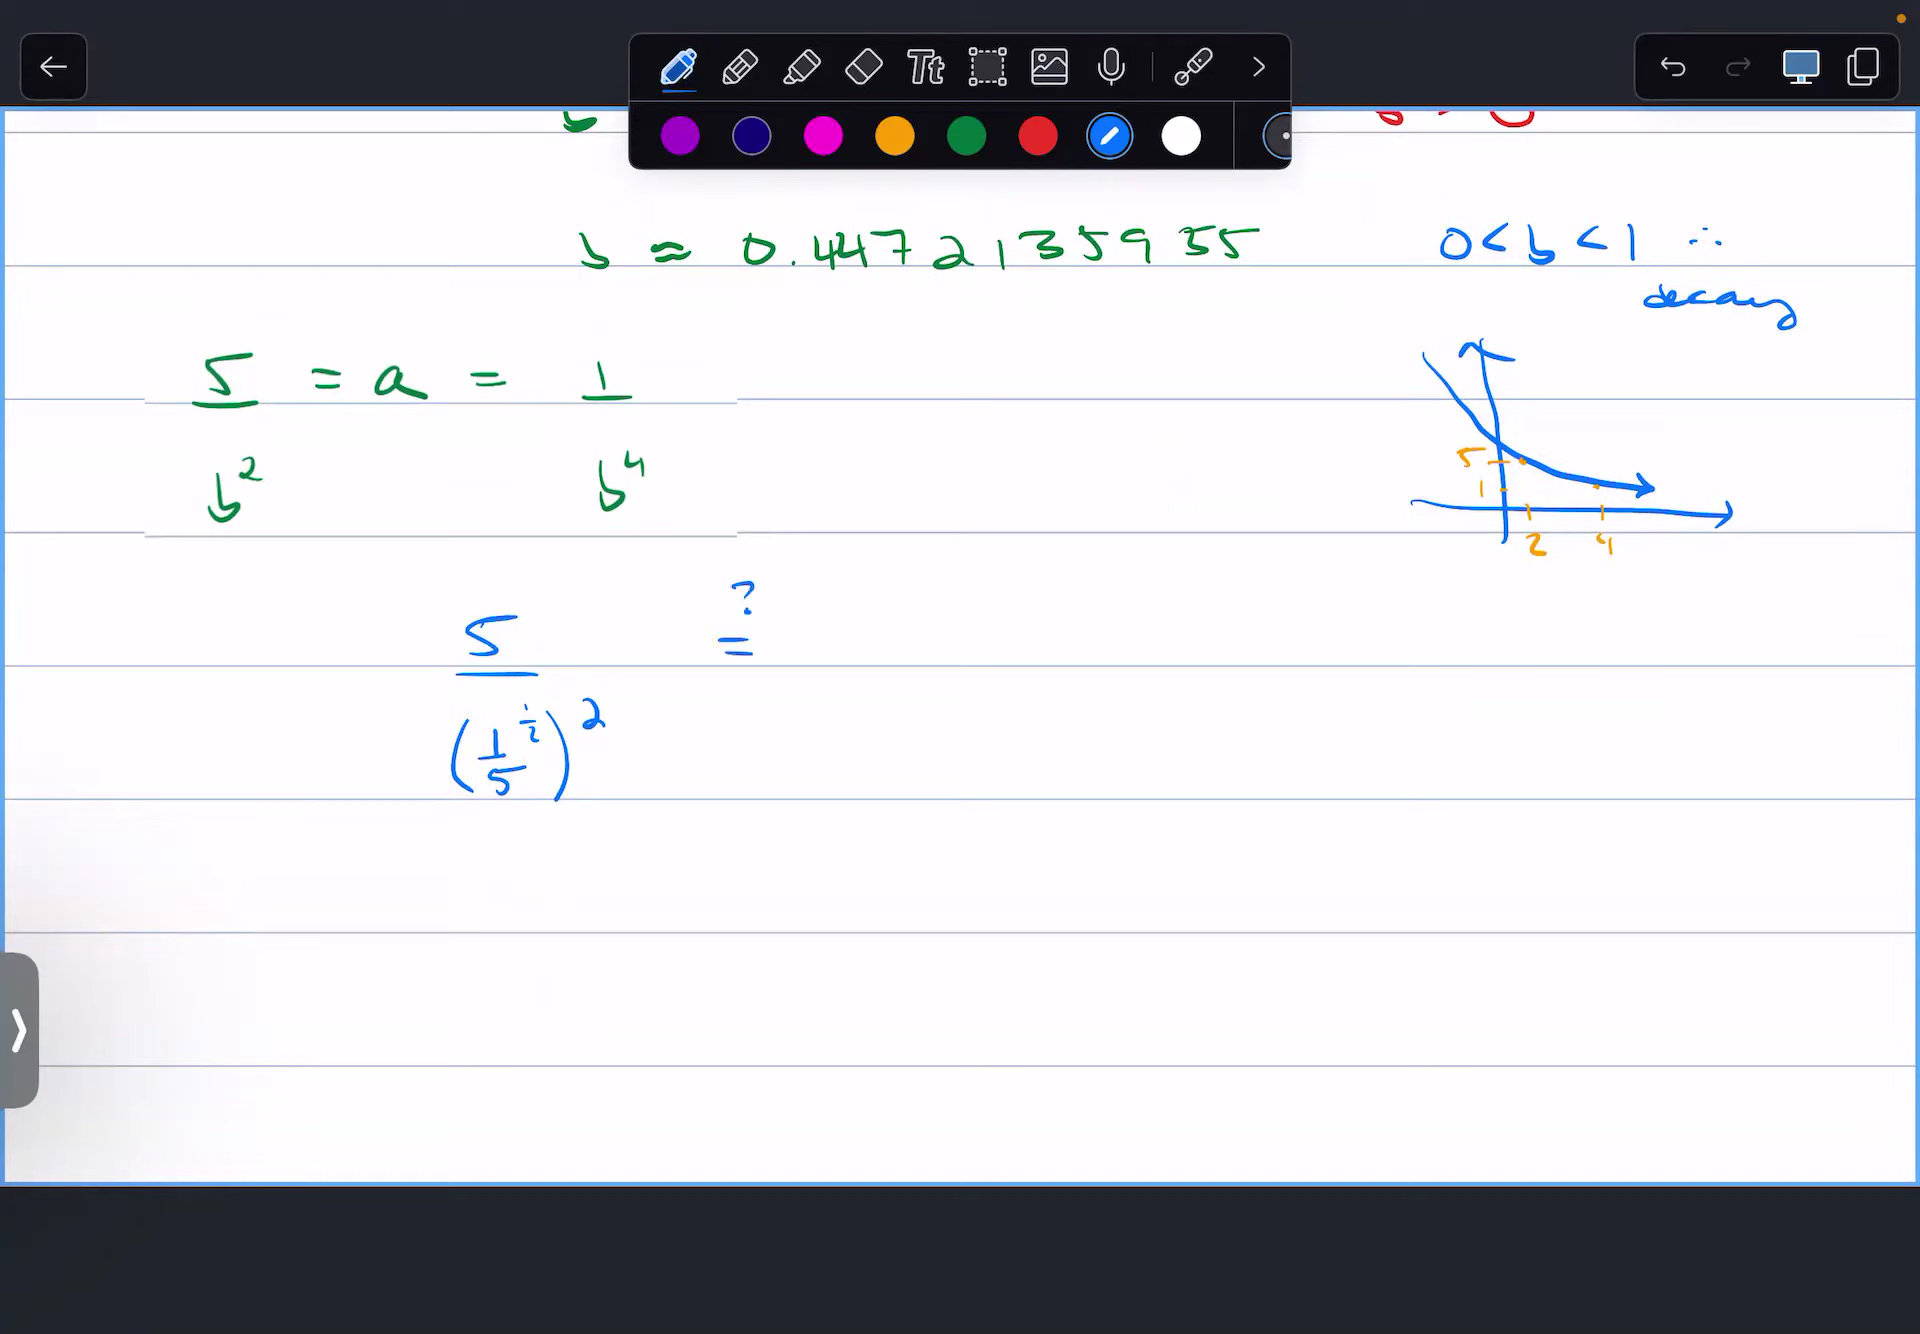 Tt
b ≈ 0.4472135955
0 < b < 1 ∴
decay
5/b² = a = 1/b⁴
5
1
2 4
5/((1/5)^(1/2))² ≟